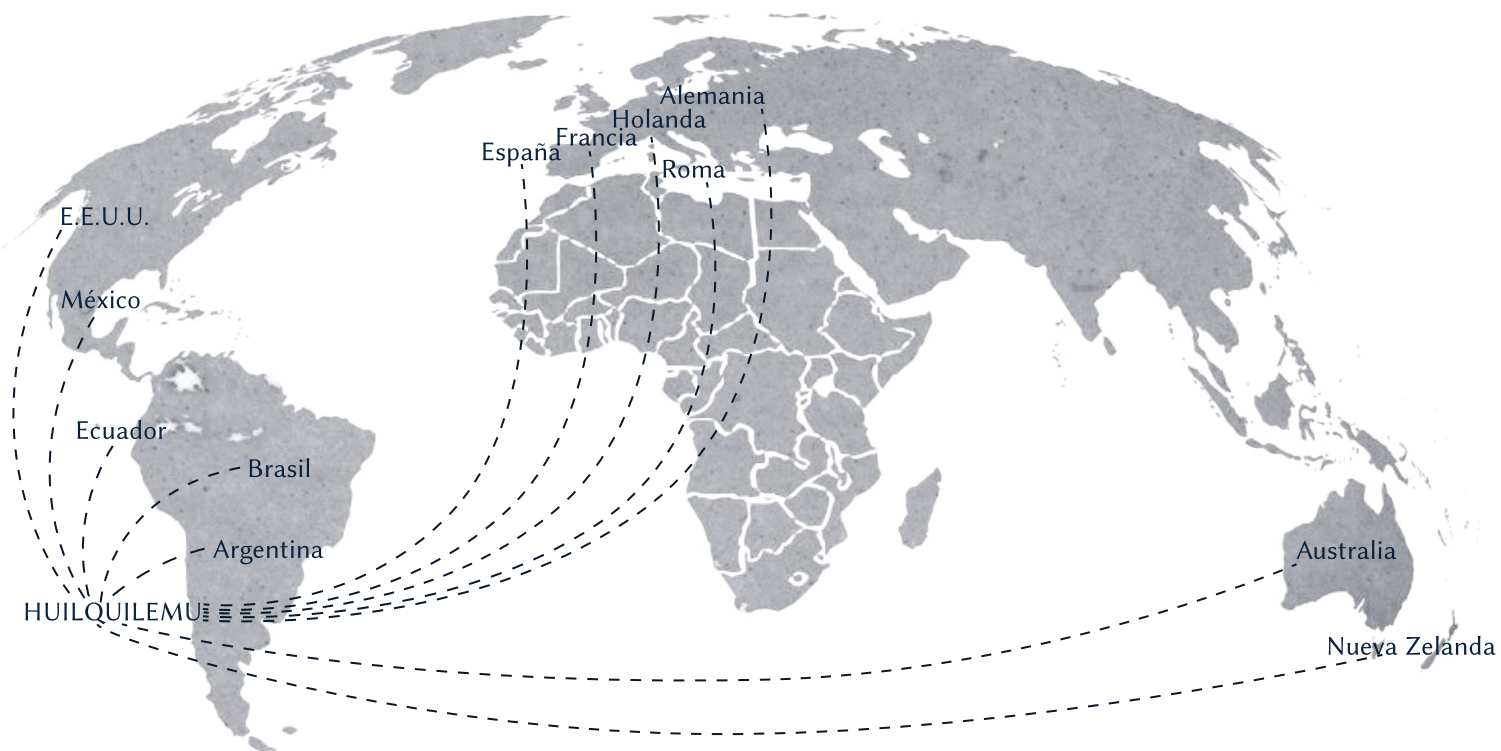 Alemania
Holanda
Francia
España
Roma
E.E.U.U.
México
Ecuador
Brasil
Argentina
Australia
HUILQUILEMU
Nueva Zelanda